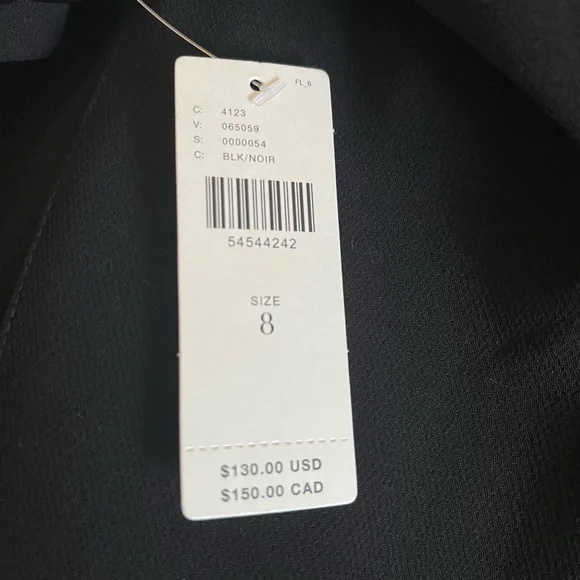 FL_6
C: 4123
V: 065059
S: 0000054
C: BLK/NOIR
54544242
SIZE
8
$130.00 USD
$150.00 CAD